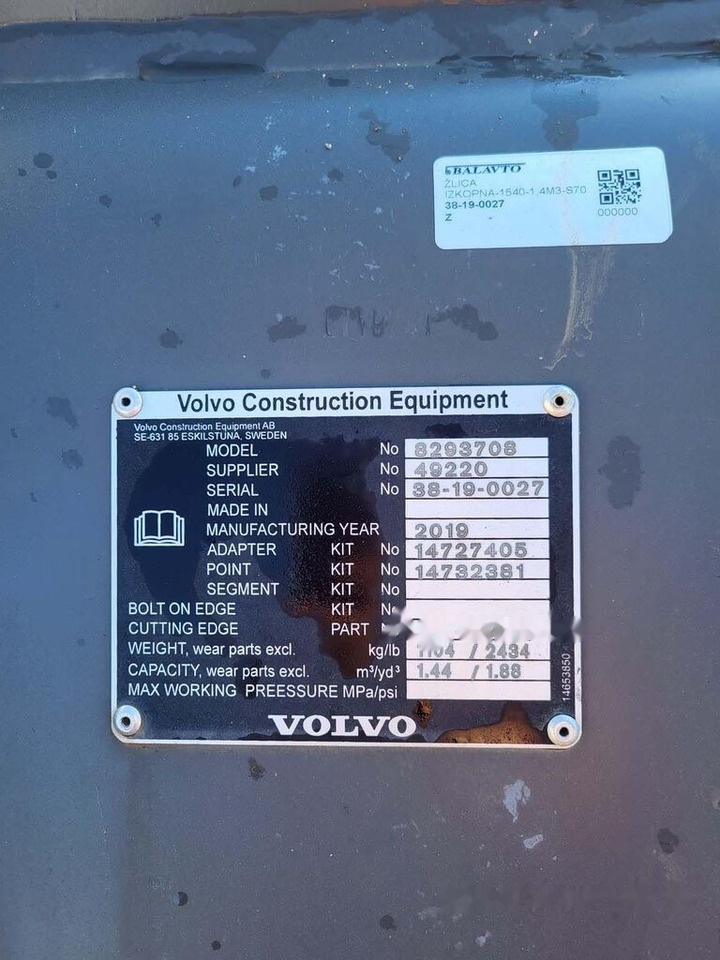 BALAVTO
ŽLICA
IZKOPNA-1540-1,4M3-S70
38-19-0027
Z
000000
Volvo Construction Equipment
Volvo Construction Equipment AB
SE-631 85 ESKILSTUNA, SWEDEN
MODEL No 8293708
SUPPLIER No 49220
SERIAL No 38-19-0027
MADE IN
MANUFACTURING YEAR 2019
ADAPTER KIT No 14727405
POINT KIT No 14732381
SEGMENT KIT No
BOLT ON EDGE KIT No
CUTTING EDGE PART
WEIGHT, wear parts excl. kg/lb 1104 / 2434
CAPACITY, wear parts excl. m³/yd³ 1.44 / 1.88
MAX WORKING PREESSURE MPa/psi
14653850
VOLVO